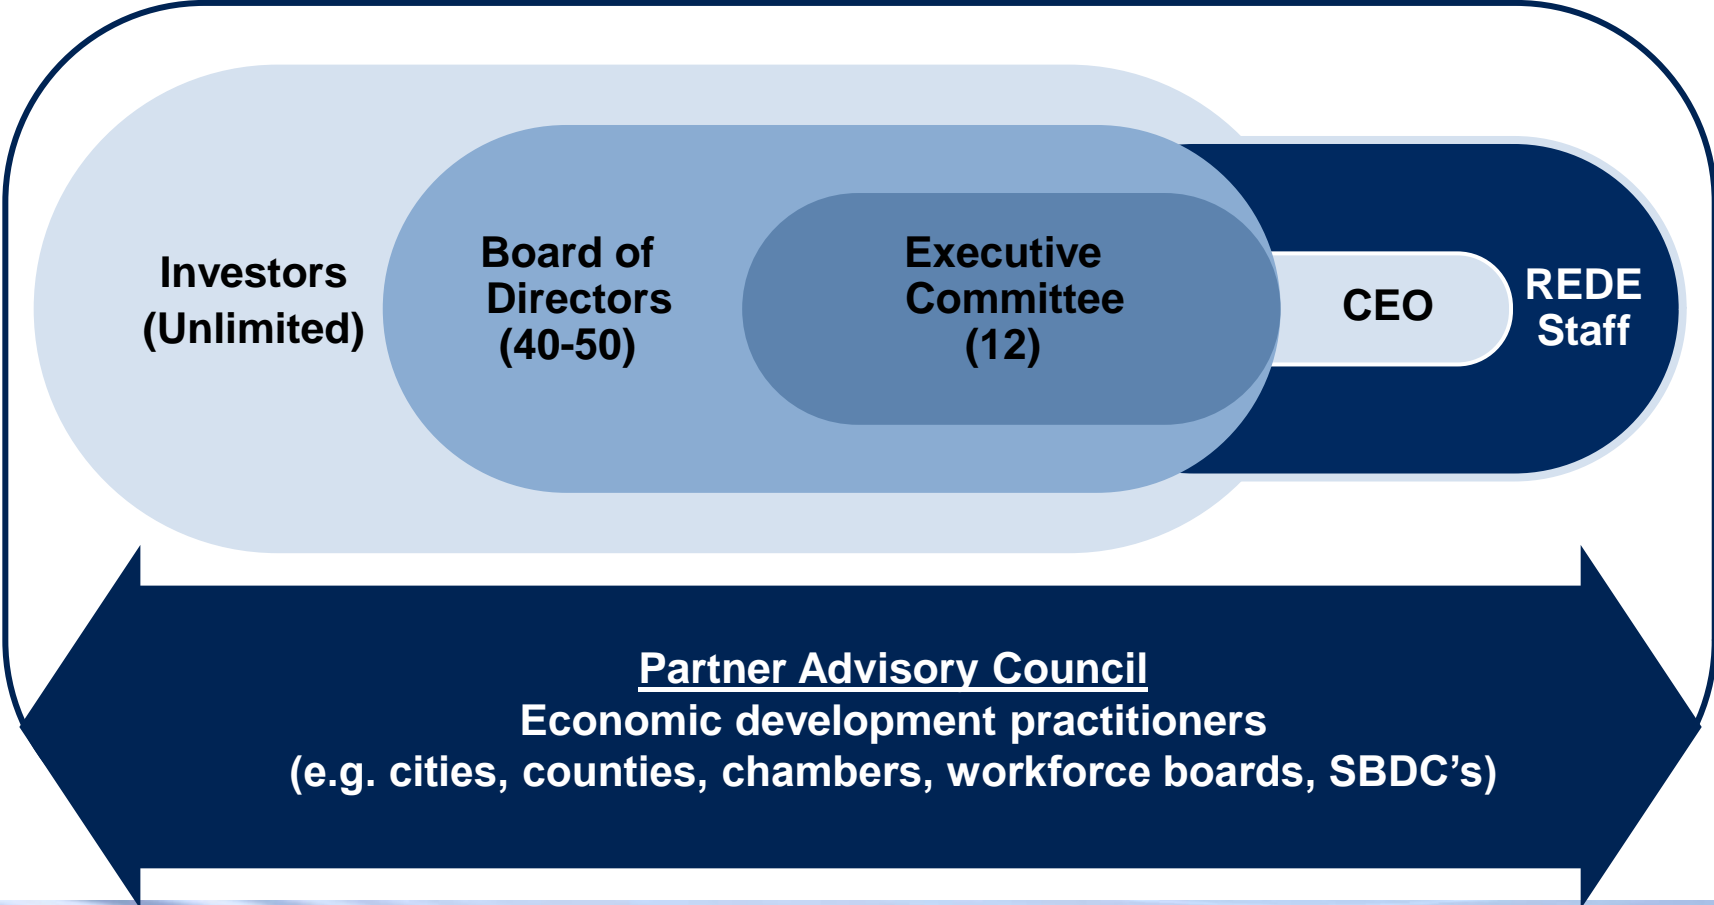 Investors
(Unlimited)
Board of
Directors
(40-50)
Executive
Committee
(12)
CEO
REDE
Staff
Partner Advisory Council
Economic development practitioners
(e.g. cities, counties, chambers, workforce boards, SBDC’s)